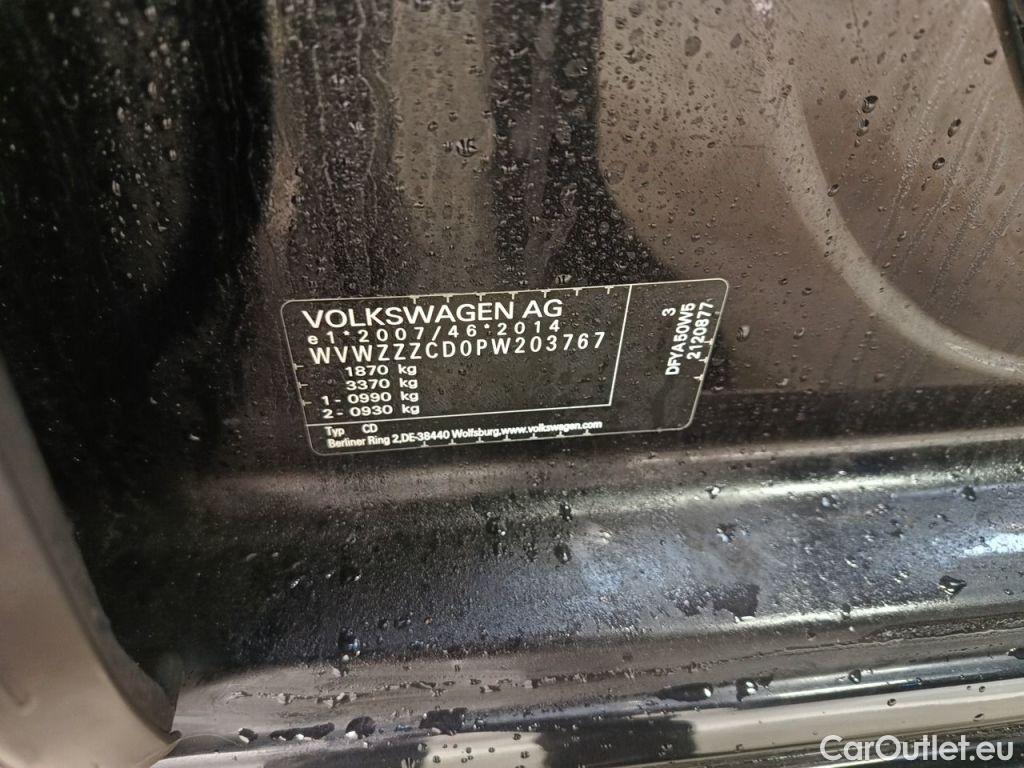 VOLKSWAGEN AG
e1*2007/46*2014
WVWZZZCD0PW203767
1870 kg
3370 kg
1 - 0990 kg
2 - 0930 kg
Typ CD
Berliner Ring 2,DE-38440 Wolfsburg.www.volkswagen.com
3
DFYA50W5
2120877
CarOutlet.eu